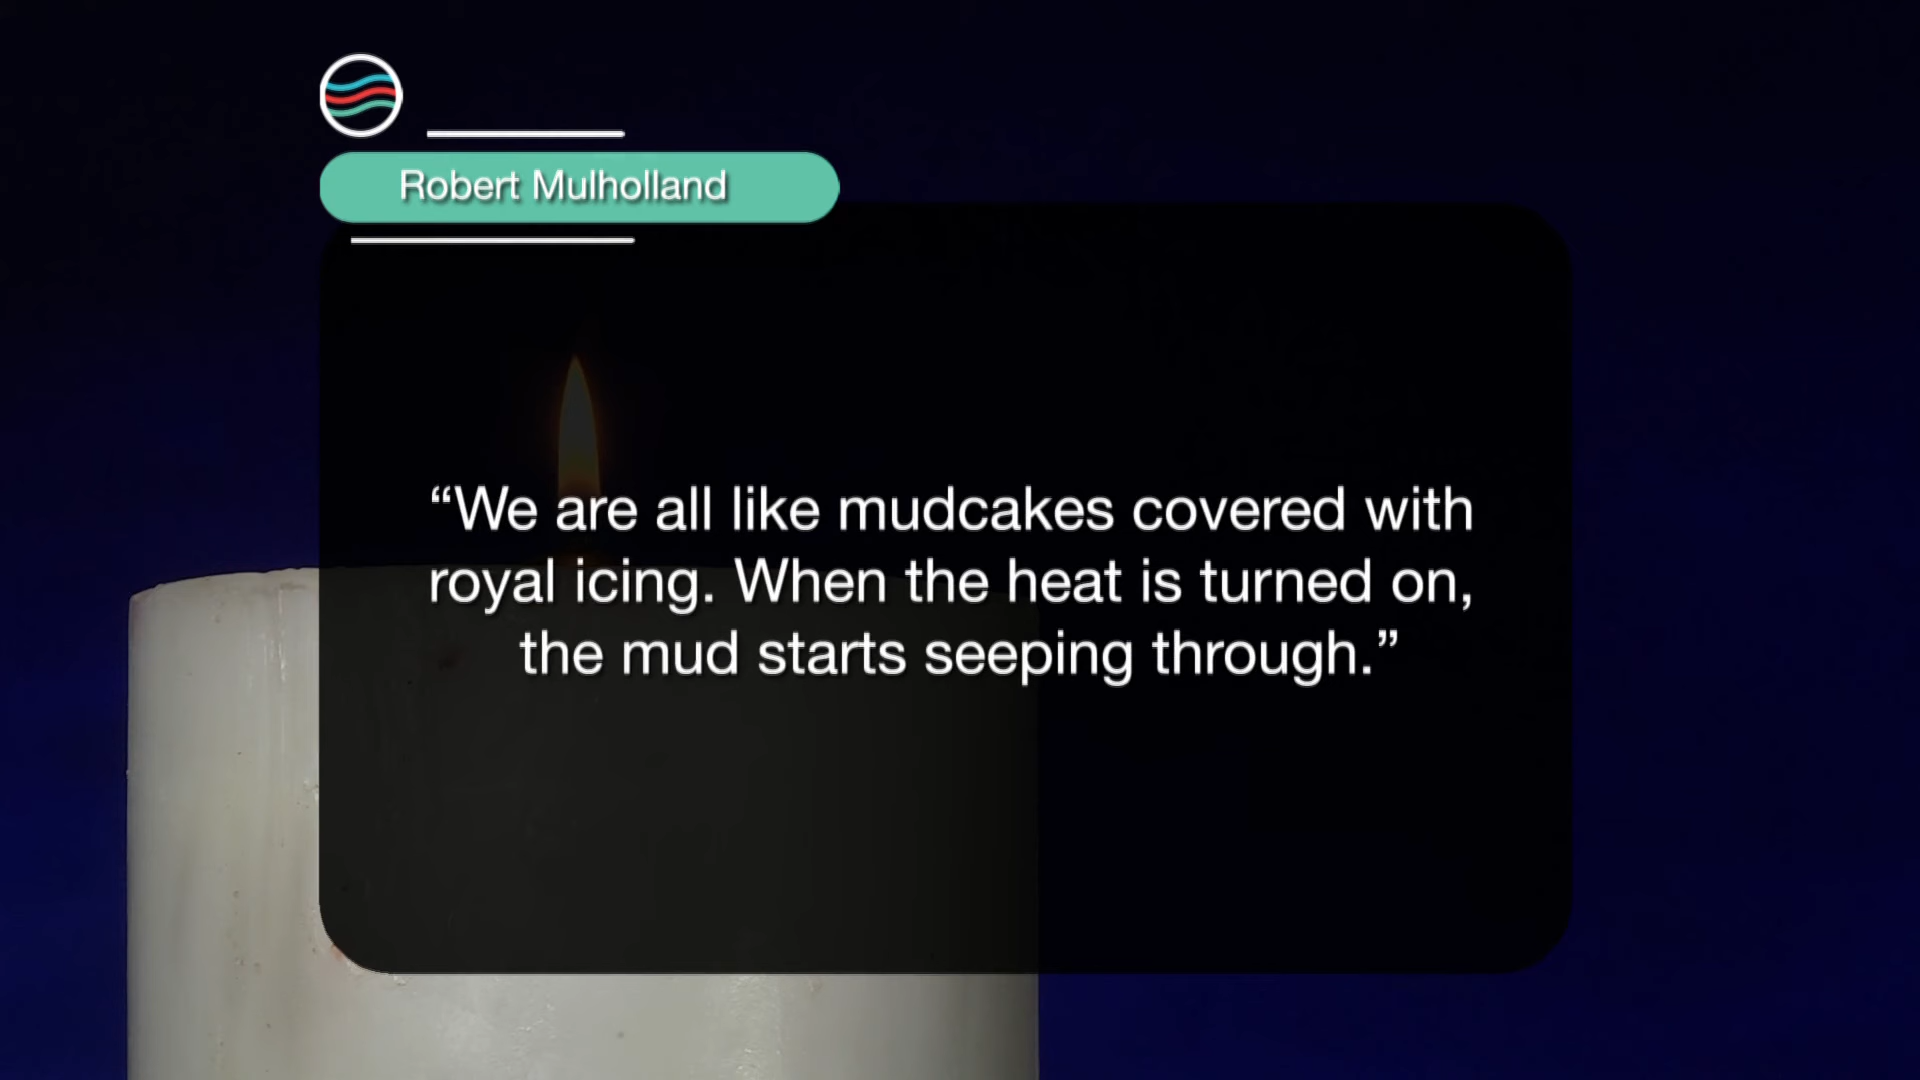 Robert Mulholland
“We are all like mudcakes covered with
royal icing. When the heat is turned on,
the mud starts seeping through.”